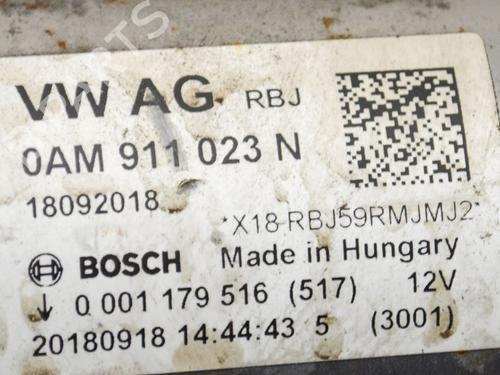 VW AG RBJ
0AM 911 023 N
18092018
*X18-RBJ59RMJMJ2*
BOSCH Made in Hungary
↓ 0 001 179 516 (517) 12V
20180918 14:44:43 5 (3001)